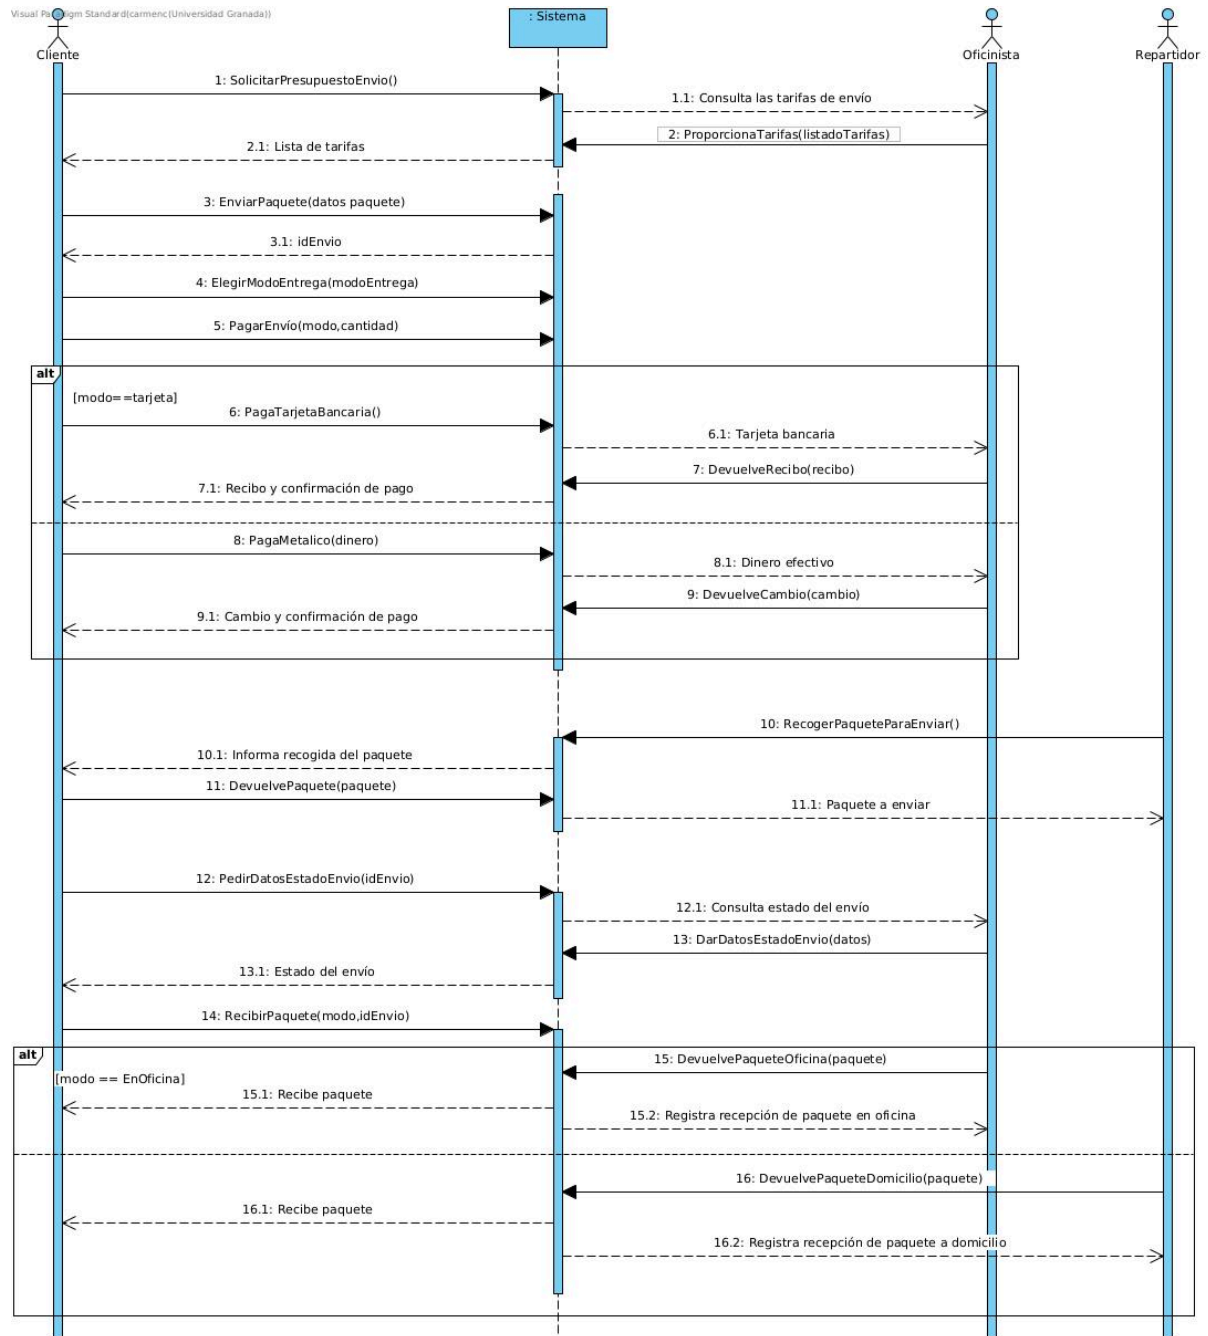 Visual Paradigm Standard(carmenc(Universidad Granada))
: Sistema
Cliente
Oficinista
Repartidor
1: SolicitarPresupuestoEnvio()
1.1: Consulta las tarifas de envío
2: ProporcionaTarifas(listadoTarifas)
2.1: Lista de tarifas
3: EnviarPaquete(datos paquete)
3.1: idEnvio
4: ElegirModoEntrega(modoEntrega)
5: PagarEnvío(modo,cantidad)
alt
[modo==tarjeta]
6: PagaTarjetaBancaria()
6.1: Tarjeta bancaria
7: DevuelveRecibo(recibo)
7.1: Recibo y confirmación de pago
8: PagaMetalico(dinero)
8.1: Dinero efectivo
9: DevuelveCambio(cambio)
9.1: Cambio y confirmación de pago
10: RecogerPaqueteParaEnviar()
10.1: Informa recogida del paquete
11: DevuelvePaquete(paquete)
11.1: Paquete a enviar
12: PedirDatosEstadoEnvio(idEnvio)
12.1: Consulta estado del envío
13: DarDatosEstadoEnvio(datos)
13.1: Estado del envío
14: RecibirPaquete(modo,idEnvio)
alt
15: DevuelvePaqueteOficina(paquete)
[modo == EnOficina]
15.1: Recibe paquete
15.2: Registra recepción de paquete en oficina
16: DevuelvePaqueteDomicilio(paquete)
16.1: Recibe paquete
16.2: Registra recepción de paquete a domicilio